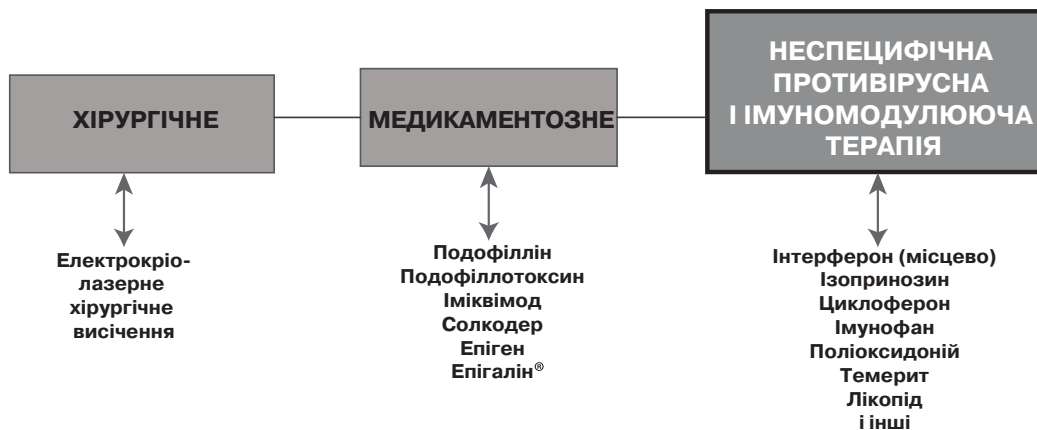 ХІРУРГІЧНЕ
Електрокріо-
лазерне
хірургічне
висічення
МЕДИКАМЕНТОЗНЕ
Подофіллін
Подофіллотоксин
Іміквімод
Солкодер
Епіген
Епігалін®
НЕСПЕЦИФІЧНА
ПРОТИВІРУСНА
І ІМУНОМОДУЛЮЮЧА
ТЕРАПІЯ
Інтерферон (місцево)
Ізопринозин
Циклоферон
Імунофан
Поліоксидоній
Темерит
Лікопід
і інші